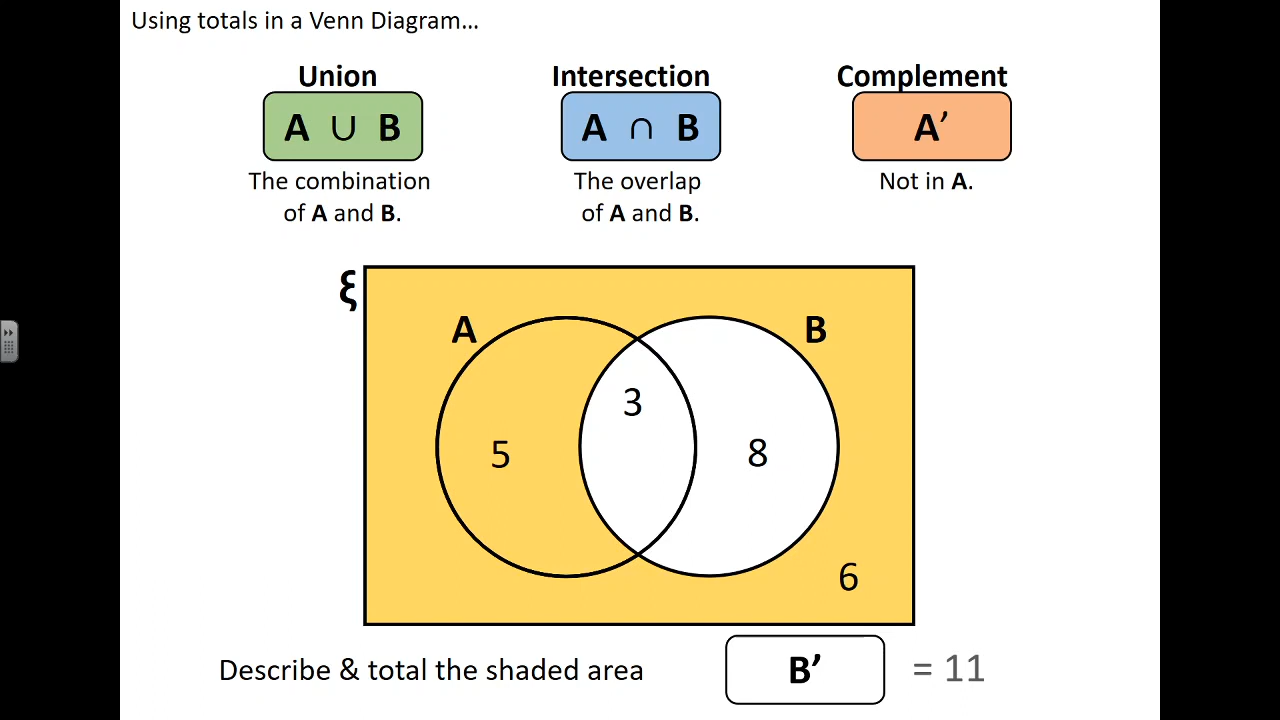 Using totals in a Venn Diagram...
Union Intersection Complement
A ∪ B A ∩ B A’
The combination The overlap Not in A.
of A and B. of A and B.
ξ
A B
3
5 8
6
Describe & total the shaded area B’ = 11